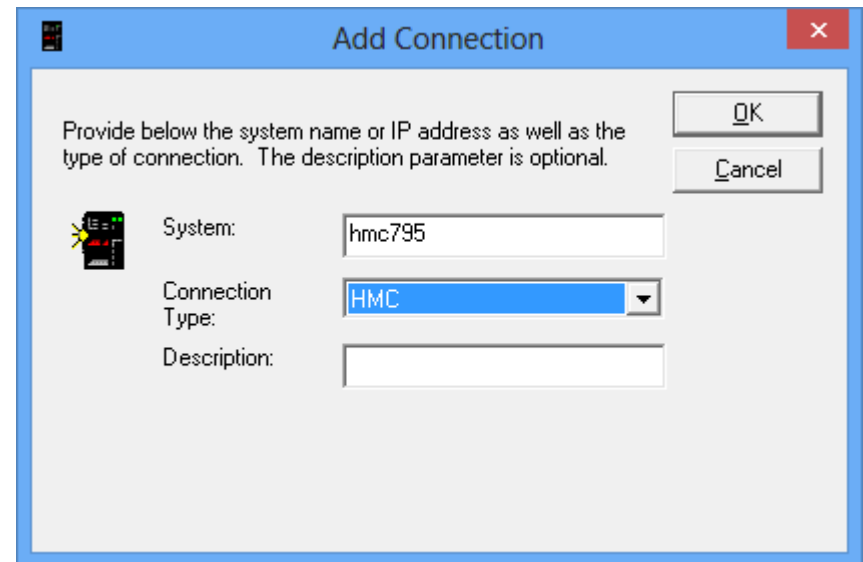 Add Connection
Provide below the system name or IP address as well as the
type of connection. The description parameter is optional.
OK
Cancel
System:
hmc795
Connection
Type:
HMC
Description: